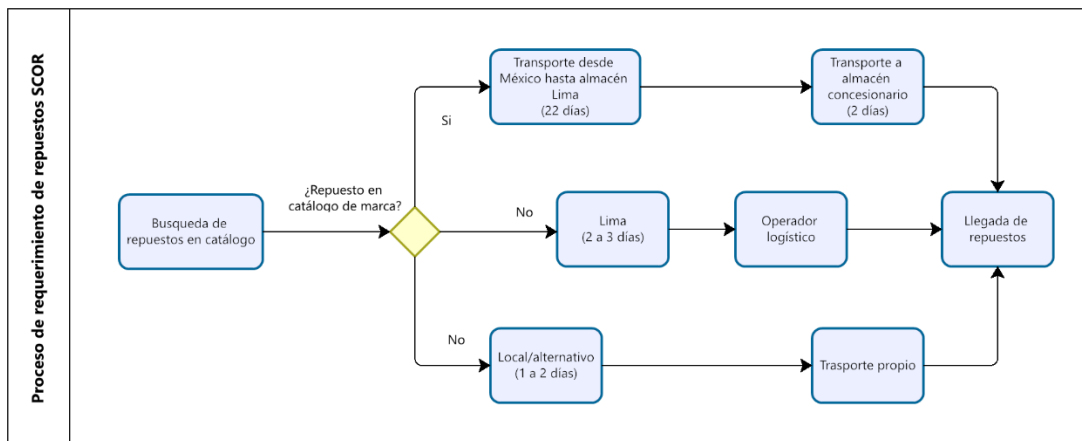 Proceso de requerimiento de repuestos SCOR
Busqueda de
repuestos en catálogo
¿Repuesto en
catálogo de marca?
Si
Transporte desde
México hasta almacén
Lima
(22 días)
Transporte a
almacén
concesionario
(2 días)
No
Lima
(2 a 3 días)
Operador
logístico
Llegada de
repuestos
No
Local/alternativo
(1 a 2 días)
Trasporte propio